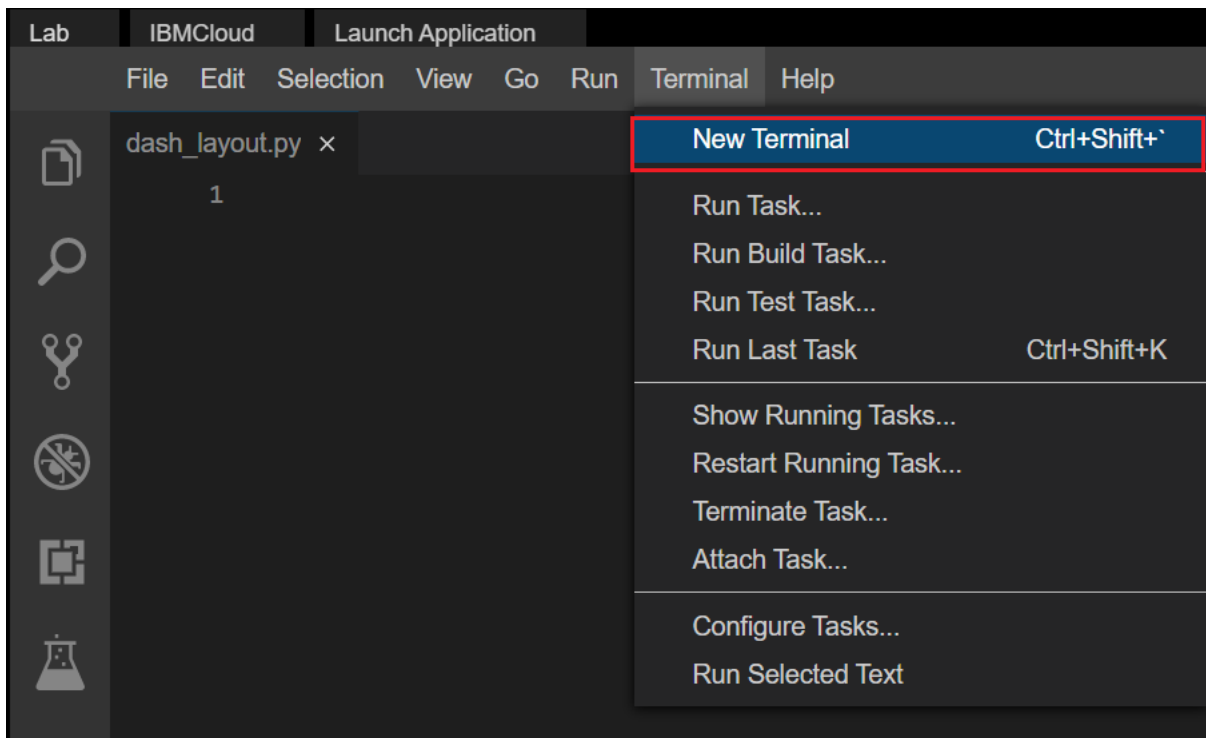 Lab IBMCloud Launch Application
File Edit Selection View Go Run Terminal Help
dash_layout.py ×
1
New Terminal Ctrl+Shift+`
Run Task...
Run Build Task...
Run Test Task...
Run Last Task Ctrl+Shift+K
Show Running Tasks...
Restart Running Task...
Terminate Task...
Attach Task...
Configure Tasks...
Run Selected Text